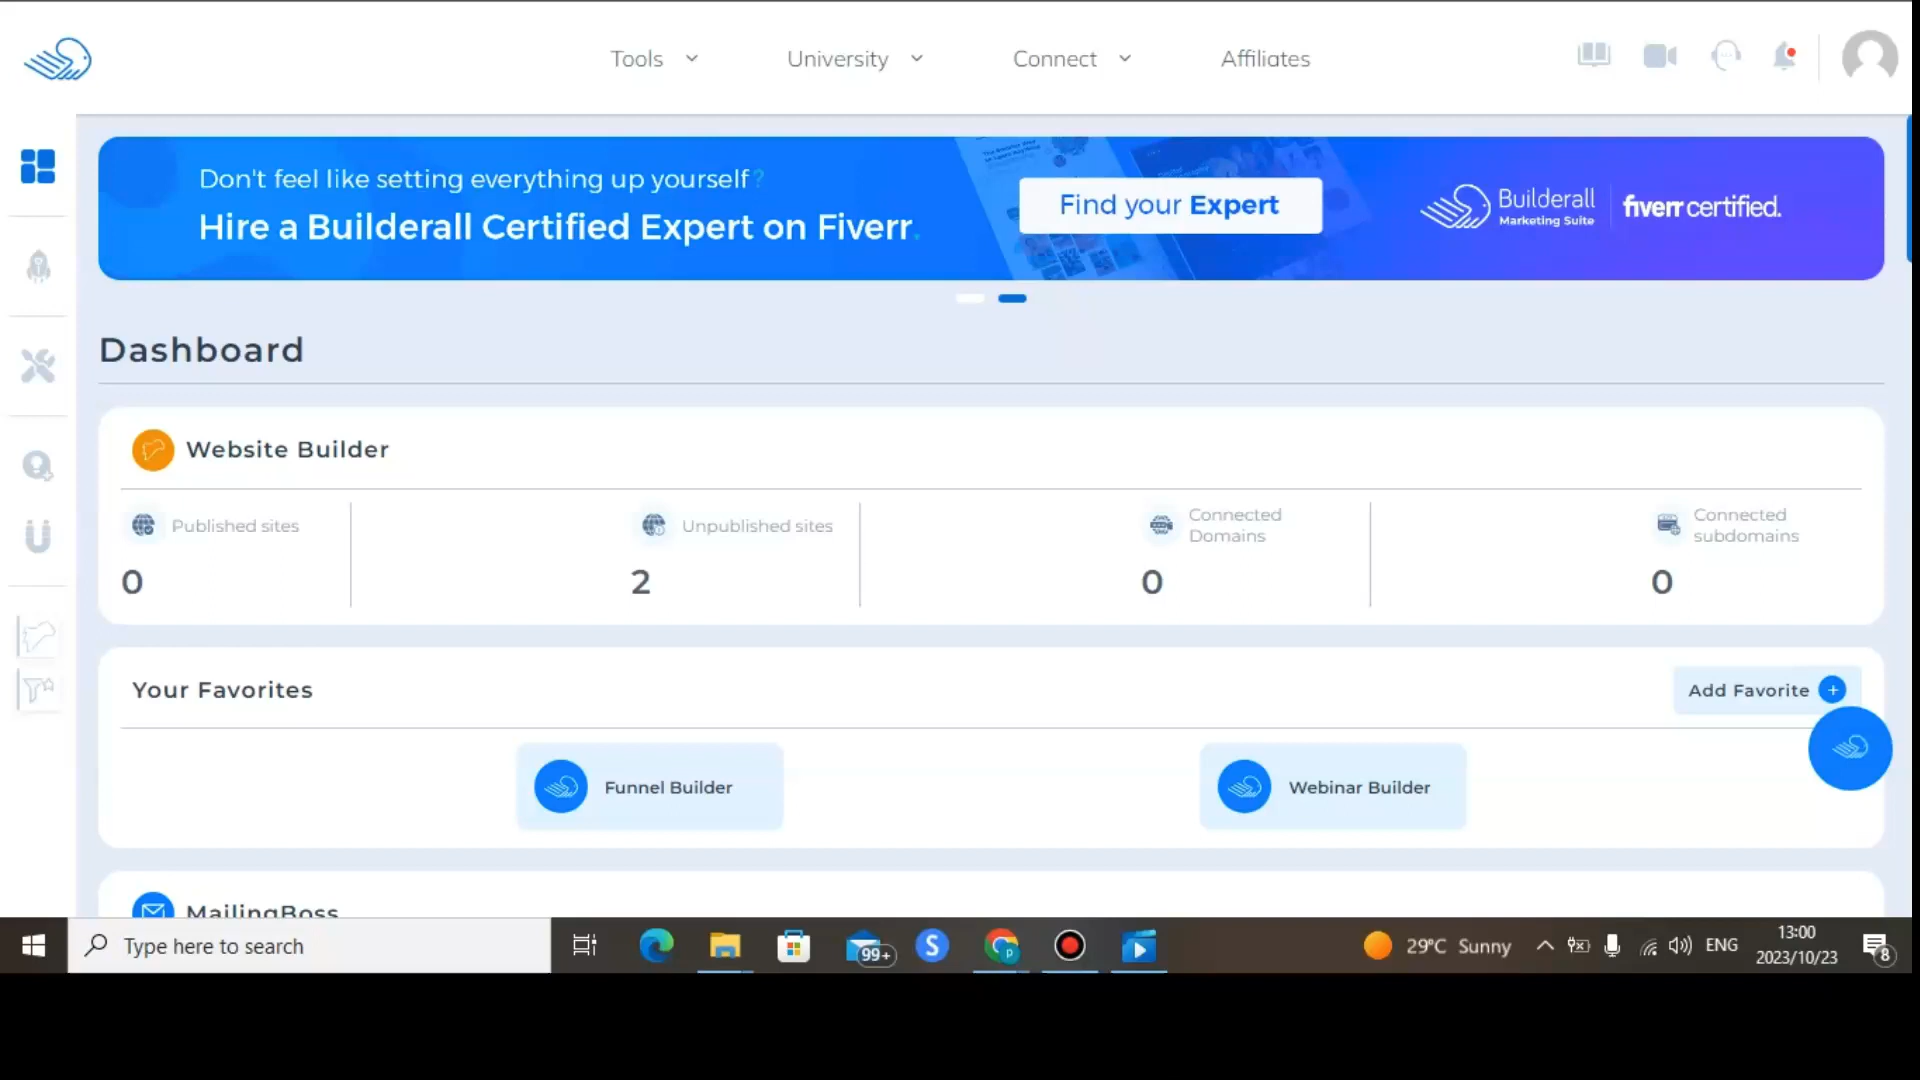 Tools
University
Connect
Affiliates
Don't feel like setting everything up yourself?
Hire a Builderall Certified Expert on Fiverr.
Find your Expert
Builderall
Marketing Suite
fiverr certified.
Dashboard
Website Builder
Published sites
0
Unpublished sites
2
Connected
Domains
0
Connected
subdomains
0
Your Favorites
Add Favorite +
Funnel Builder
Webinar Builder
MailingBoss
Type here to search
99+
S
p
29°C Sunny
ENG
13:00
2023/10/23
8